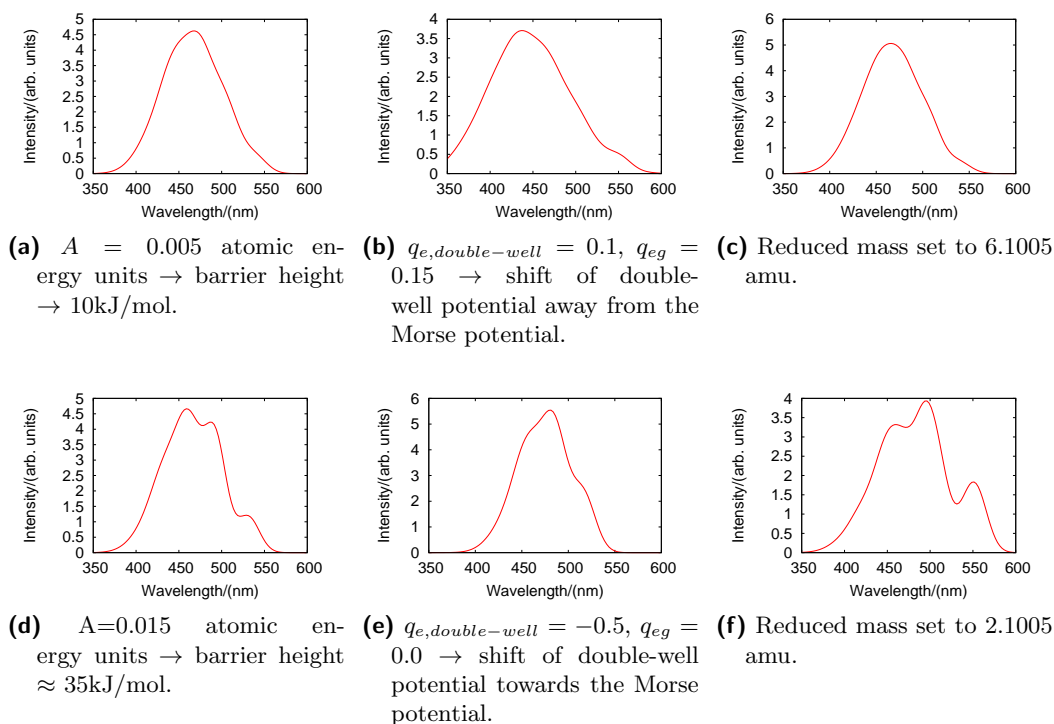 5
4.5
4
3.5
3
2.5
2
1.5
1
0.5
0
350 400 450 500 550 600
Intensity/(arb. units)
Wavelength/(nm)
4
3.5
3
2.5
2
1.5
1
0.5
0
350 400 450 500 550 600
Intensity/(arb. units)
Wavelength/(nm)
6
5
4
3
2
1
0
350 400 450 500 550 600
Intensity/(arb. units)
Wavelength/(nm)
(a) A = 0.005 atomic en-
ergy units → barrier height
→ 10kJ/mol.
(b) q_{e,double−well} = 0.1, q_{eg} =
0.15 → shift of double-
well potential away from the
Morse potential.
(c) Reduced mass set to 6.1005
amu.
5
4.5
4
3.5
3
2.5
2
1.5
1
0.5
0
350 400 450 500 550 600
Intensity/(arb. units)
Wavelength/(nm)
6
5
4
3
2
1
0
350 400 450 500 550 600
Intensity/(arb. units)
Wavelength/(nm)
4
3.5
3
2.5
2
1.5
1
0.5
0
350 400 450 500 550 600
Intensity/(arb. units)
Wavelength/(nm)
(d) A=0.015 atomic en-
ergy units → barrier height
≈ 35kJ/mol.
(e) q_{e,double−well} = −0.5, q_{eg} =
0.0 → shift of double-well
potential towards the Morse
potential.
(f) Reduced mass set to 2.1005
amu.